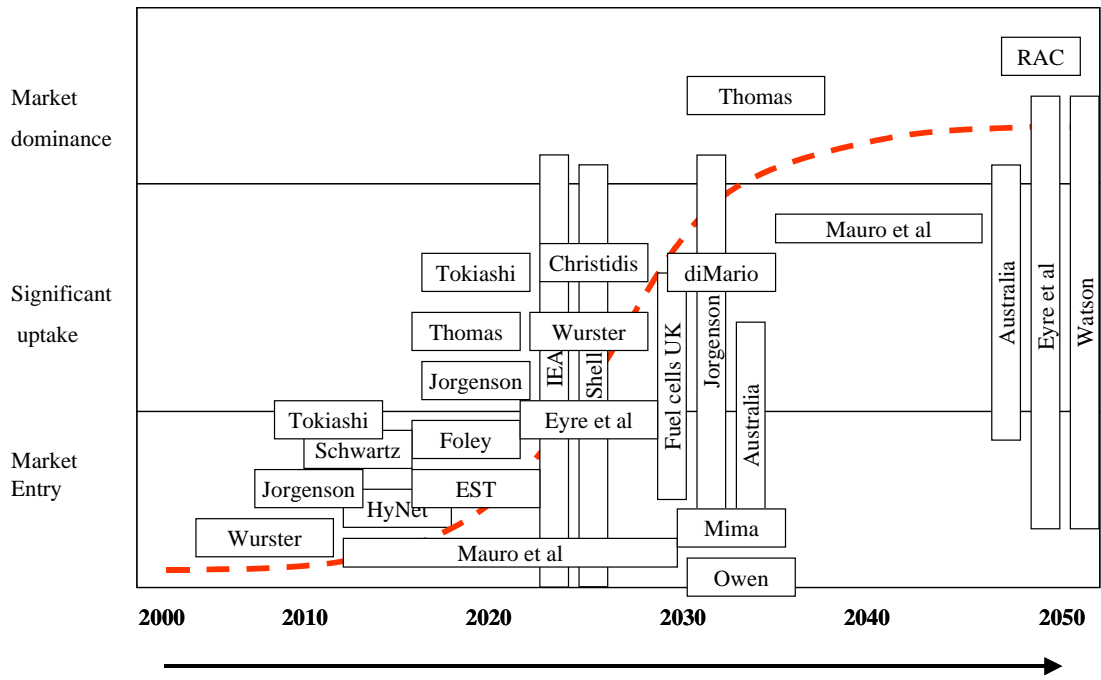 RAC
Thomas
Market
dominance
Mauro et al
Tokiashi
Christidis
diMario
Significant
uptake
Thomas
Wurster
IEA
Shell
Fuel cells UK
Jorgenson
Australia
Australia
Eyre et al
Watson
Jorgenson
Tokiashi
Eyre et al
Schwartz
Foley
Market
Entry
Jorgenson
EST
HyNet
Wurster
Mauro et al
Mima
Owen
2000 2010 2020 2030 2040 2050